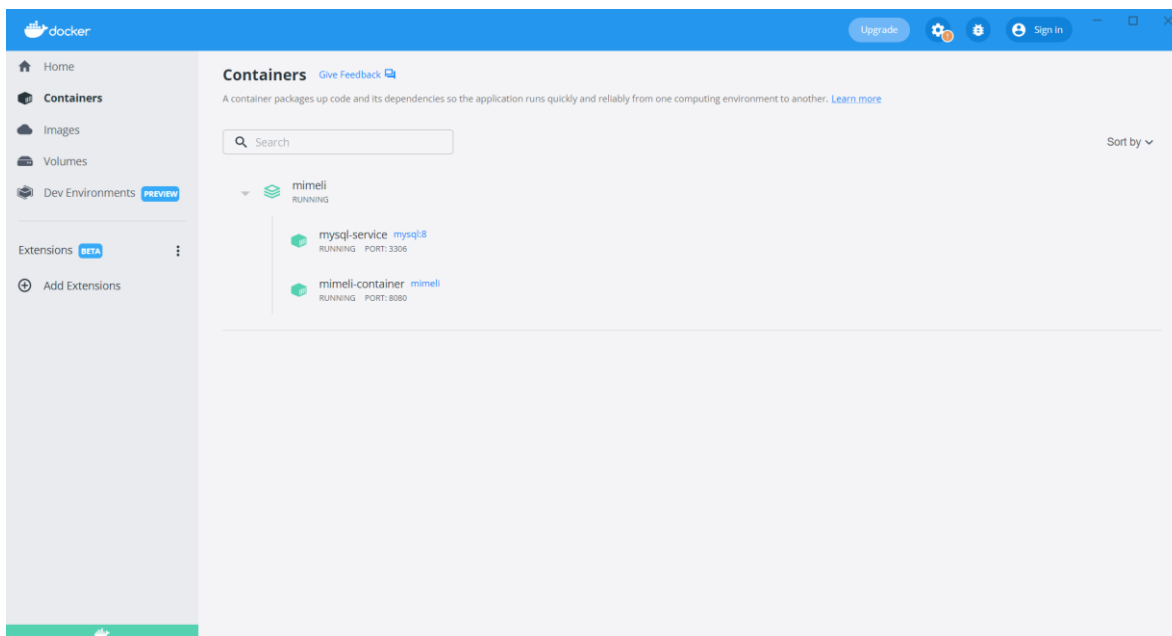 docker
Upgrade
Sign in
Home
Containers
Images
Volumes
Dev Environments PREVIEW
Extensions BETA
Add Extensions
Containers Give Feedback
A container packages up code and its dependencies so the application runs quickly and reliably from one computing environment to another. Learn more
Search
Sort by
mimeli
RUNNING
mysql-service mysql:8
RUNNING PORT: 3306
mimeli-container mimeli
RUNNING PORT: 8080